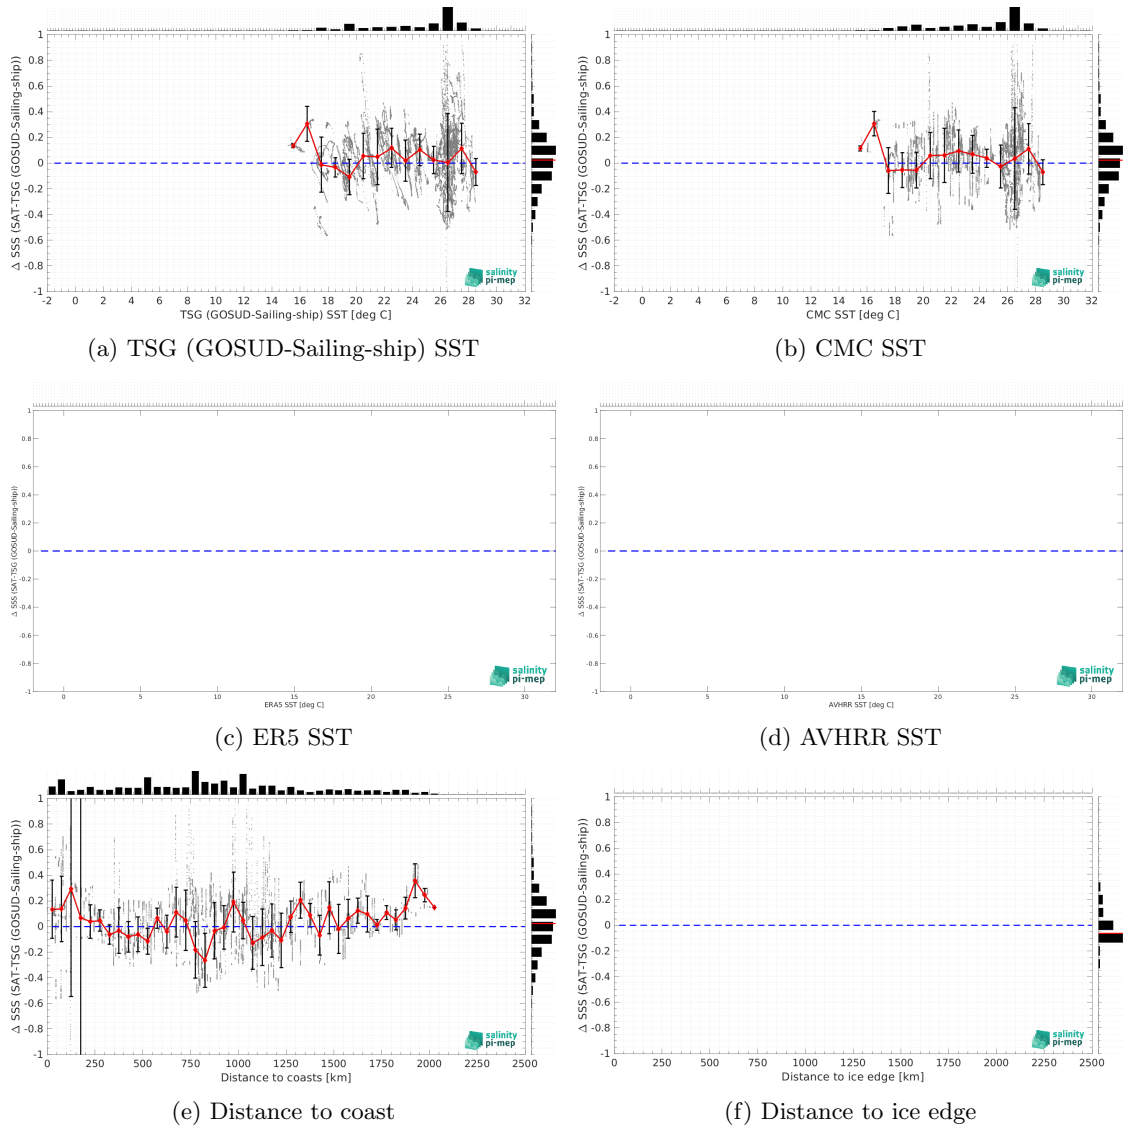 1
0.8
0.6
0.4
0.2
0
-0.2
-0.4
-0.6
-0.8
-1
Δ SSS (SAT-TSG (GOSUD-Sailing-ship))
salinity
pi-mep
-2 0 2 4 6 8 10 12 14 16 18 20 22 24 26 28 30 32
TSG (GOSUD-Sailing-ship) SST [deg C]
(a) TSG (GOSUD-Sailing-ship) SST
1
0.8
0.6
0.4
0.2
0
-0.2
-0.4
-0.6
-0.8
-1
Δ SSS (SAT-TSG (GOSUD-Sailing-ship))
salinity
pi-mep
-2 0 2 4 6 8 10 12 14 16 18 20 22 24 26 28 30 32
CMC SST [deg C]
(b) CMC SST
1
0.8
0.6
0.4
0.2
0
-0.2
-0.4
-0.6
-0.8
-1
Δ SSS (SAT-TSG (GOSUD-Sailing-ship))
salinity
pi-mep
0 5 10 15 20 25 30
ERA5 SST [deg C]
(c) ER5 SST
1
0.8
0.6
0.4
0.2
0
-0.2
-0.4
-0.6
-0.8
-1
Δ SSS (SAT-TSG (GOSUD-Sailing-ship))
salinity
pi-mep
0 5 10 15 20 25 30
AVHRR SST [deg C]
(d) AVHRR SST
1
0.8
0.6
0.4
0.2
0
-0.2
-0.4
-0.6
-0.8
-1
Δ SSS (SAT-TSG (GOSUD-Sailing-ship))
salinity
pi-mep
0 250 500 750 1000 1250 1500 1750 2000 2500
Distance to coasts [km]
(e) Distance to coast
1
0.8
0.6
0.4
0.2
0
-0.2
-0.4
-0.6
-0.8
-1
Δ SSS (SAT-TSG (GOSUD-Sailing-ship))
salinity
pi-mep
0 250 500 750 1000 1250 1500 1750 2000 2500
Distance to ice edge [km]
(f) Distance to ice edge